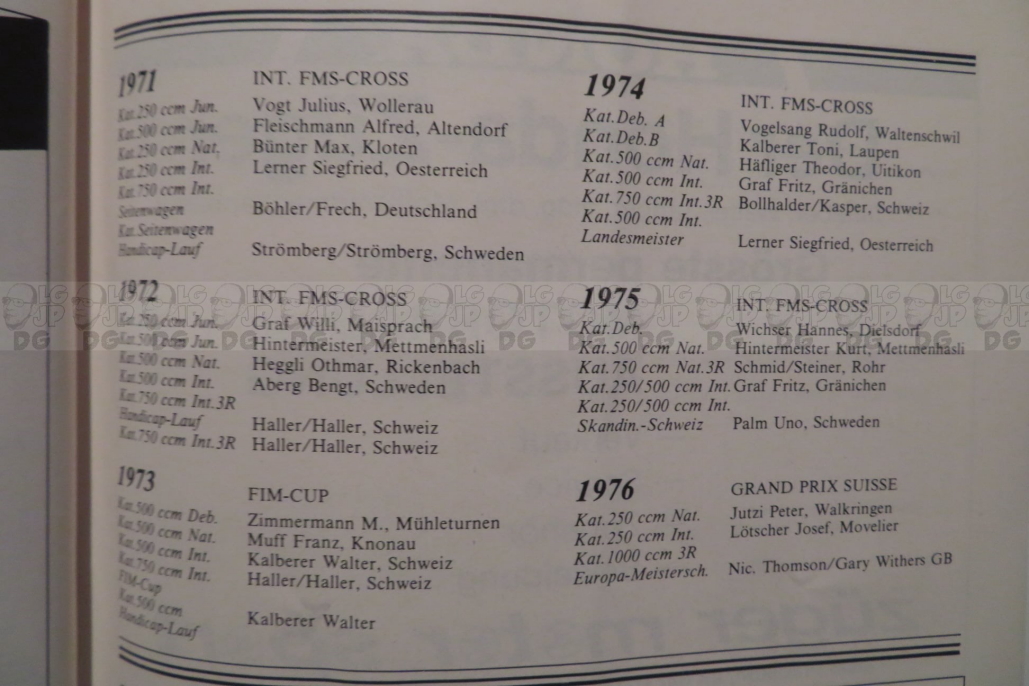 1971 INT. FMS-CROSS
Kat.250 ccm Jun. Vogt Julius, Wollerau
Kat.500 ccm Jun. Fleischmann Alfred, Altendorf
Kat.250 ccm Nat. Bünter Max, Kloten
Kat.250 ccm Int. Lerner Siegfried, Oesterreich
Kat.750 ccm Int.
Seitenwagen Böhler/Frech, Deutschland
Kat.Seitenwagen
Handicap-Lauf Strömberg/Strömberg, Schweden
1972 INT. FMS-CROSS
Kat.250 ccm Jun. Graf Willi, Maisprach
Kat.500 ccm Jun. Hintermeister, Mettmenhasli
Kat.500 ccm Nat. Heggli Othmar, Rickenbach
Kat.500 ccm Int. Aberg Bengt, Schweden
Kat.750 ccm Int.3R
Handicap-Lauf Haller/Haller, Schweiz
Kat.750 ccm Int.3R Haller/Haller, Schweiz
1973 FIM-CUP
Kat.500 ccm Deb. Zimmermann M., Mühleturnen
Kat.500 ccm Nat. Muff Franz, Knonau
Kat.500 ccm Int. Kalberer Walter, Schweiz
Kat.750 ccm Int. Haller/Haller, Schweiz
FIM-Cup
Kat.500 ccm
Handicap-Lauf Kalberer Walter
1974 INT. FMS-CROSS
Kat.Deb. A Vogelsang Rudolf, Waltenschwil
Kat.Deb.B Kalberer Toni, Laupen
Kat.500 ccm Nat. Häfliger Theodor, Uitikon
Kat.500 ccm Int. Graf Fritz, Gränichen
Kat.750 ccm Int.3R Bollhalder/Kasper, Schweiz
Kat.500 ccm Int.
Landesmeister Lerner Siegfried, Oesterreich
1975 INT. FMS-CROSS
Kat.Deb. Wichser Hannes, Dielsdorf
Kat.500 ccm Nat. Hintermeister Kurt, Mettmenhäsli
Kat.750 ccm Nat.3R Schmid/Steiner, Rohr
Kat.250/500 ccm Int. Graf Fritz, Gränichen
Kat.250/500 ccm Int.
Skandin.-Schweiz Palm Uno, Schweden
1976 GRAND PRIX SUISSE
Kat.250 ccm Nat. Jutzi Peter, Walkringen
Kat.250 ccm Int. Lötscher Josef, Movelier
Kat.1000 ccm 3R
Europa-Meistersch. Nic. Thomson/Gary Withers GB